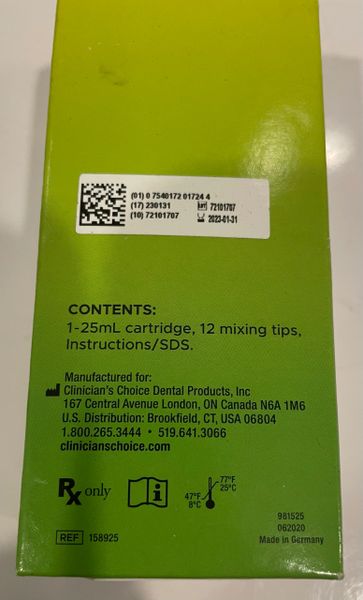 (01) 0 7540172 01724 4
(17) 230131
(10) 72101707
LOT 72101707
2023-01-31
CONTENTS:
1-25mL cartridge, 12 mixing tips,
Instructions/SDS.
Manufactured for:
Clinician's Choice Dental Products, Inc
167 Central Avenue London, ON Canada N6A 1M6
U.S. Distribution: Brookfield, CT, USA 06804
1.800.265.3444 • 519.641.3066
clinicianschoice.com
Rx only
47°F
8°C
77°F
25°C
REF 158925
981525
062020
Made in Germany